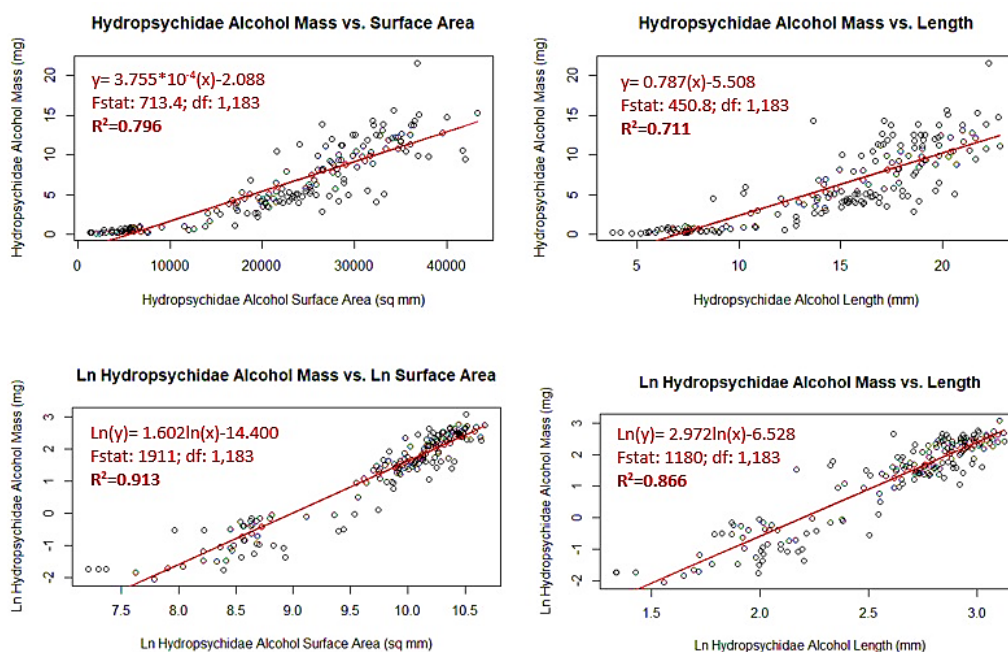 Hydropsychidae Alcohol Mass vs. Surface Area
Hydropsychidae Alcohol Mass (mg)
y= 3.755*10⁻⁴(x)-2.088
Fstat: 713.4; df: 1,183
R²=0.796
20
15
10
5
0
0 10000 20000 30000 40000
Hydropsychidae Alcohol Surface Area (sq mm)
Hydropsychidae Alcohol Mass vs. Length
Hydropsychidae Alcohol Mass (mg)
y= 0.787(x)-5.508
Fstat: 450.8; df: 1,183
R²=0.711
20
15
10
5
0
5 10 15 20
Hydropsychidae Alcohol Length (mm)
Ln Hydropsychidae Alcohol Mass vs. Ln Surface Area
Ln Hydropsychidae Alcohol Mass (mg)
Ln(y)= 1.602ln(x)-14.400
Fstat: 1911; df: 1,183
R²=0.913
3
2
1
0
-1
-2
7.5 8.0 8.5 9.0 9.5 10.0 10.5
Ln Hydropsychidae Alcohol Surface Area (sq mm)
Ln Hydropsychidae Alcohol Mass vs. Length
Ln Hydropsychidae Alcohol Mass (mg)
Ln(y)= 2.972ln(x)-6.528
Fstat: 1180; df: 1,183
R²=0.866
3
2
1
0
-1
-2
1.5 2.0 2.5 3.0
Ln Hydropsychidae Alcohol Length (mm)